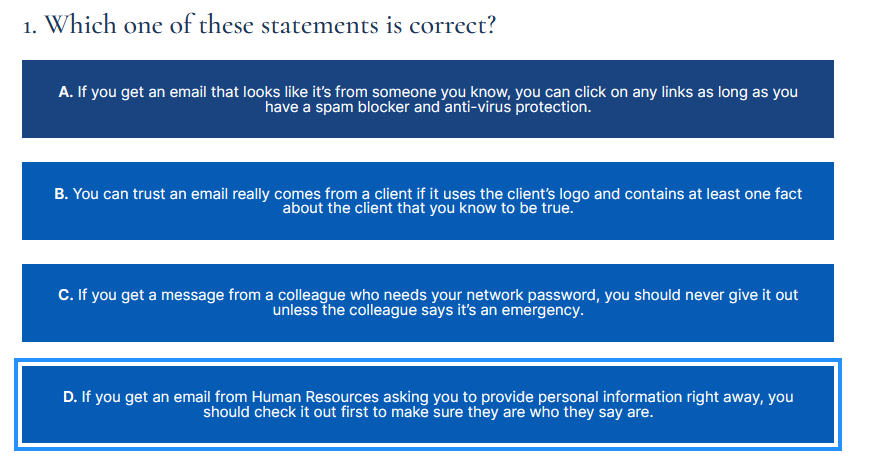 1. Which one of these statements is correct?
A. If you get an email that looks like it’s from someone you know, you can click on any links as long as you
have a spam blocker and anti-virus protection.
B. You can trust an email really comes from a client if it uses the client’s logo and contains at least one fact
about the client that you know to be true.
C. If you get a message from a colleague who needs your network password, you should never give it out
unless the colleague says it’s an emergency.
D. If you get an email from Human Resources asking you to provide personal information right away, you
should check it out first to make sure they are who they say are.